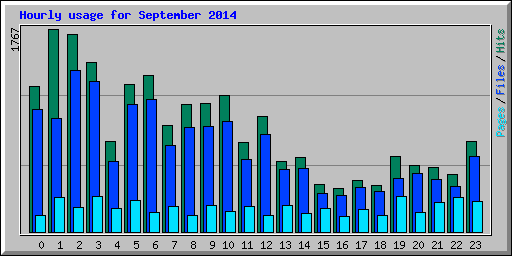 Hourly usage for September 2014
1767
Pages/Files/Hits
0 1 2 3 4 5 6 7 8 9 10 11 12 13 14 15 16 17 18 19 20 21 22 23